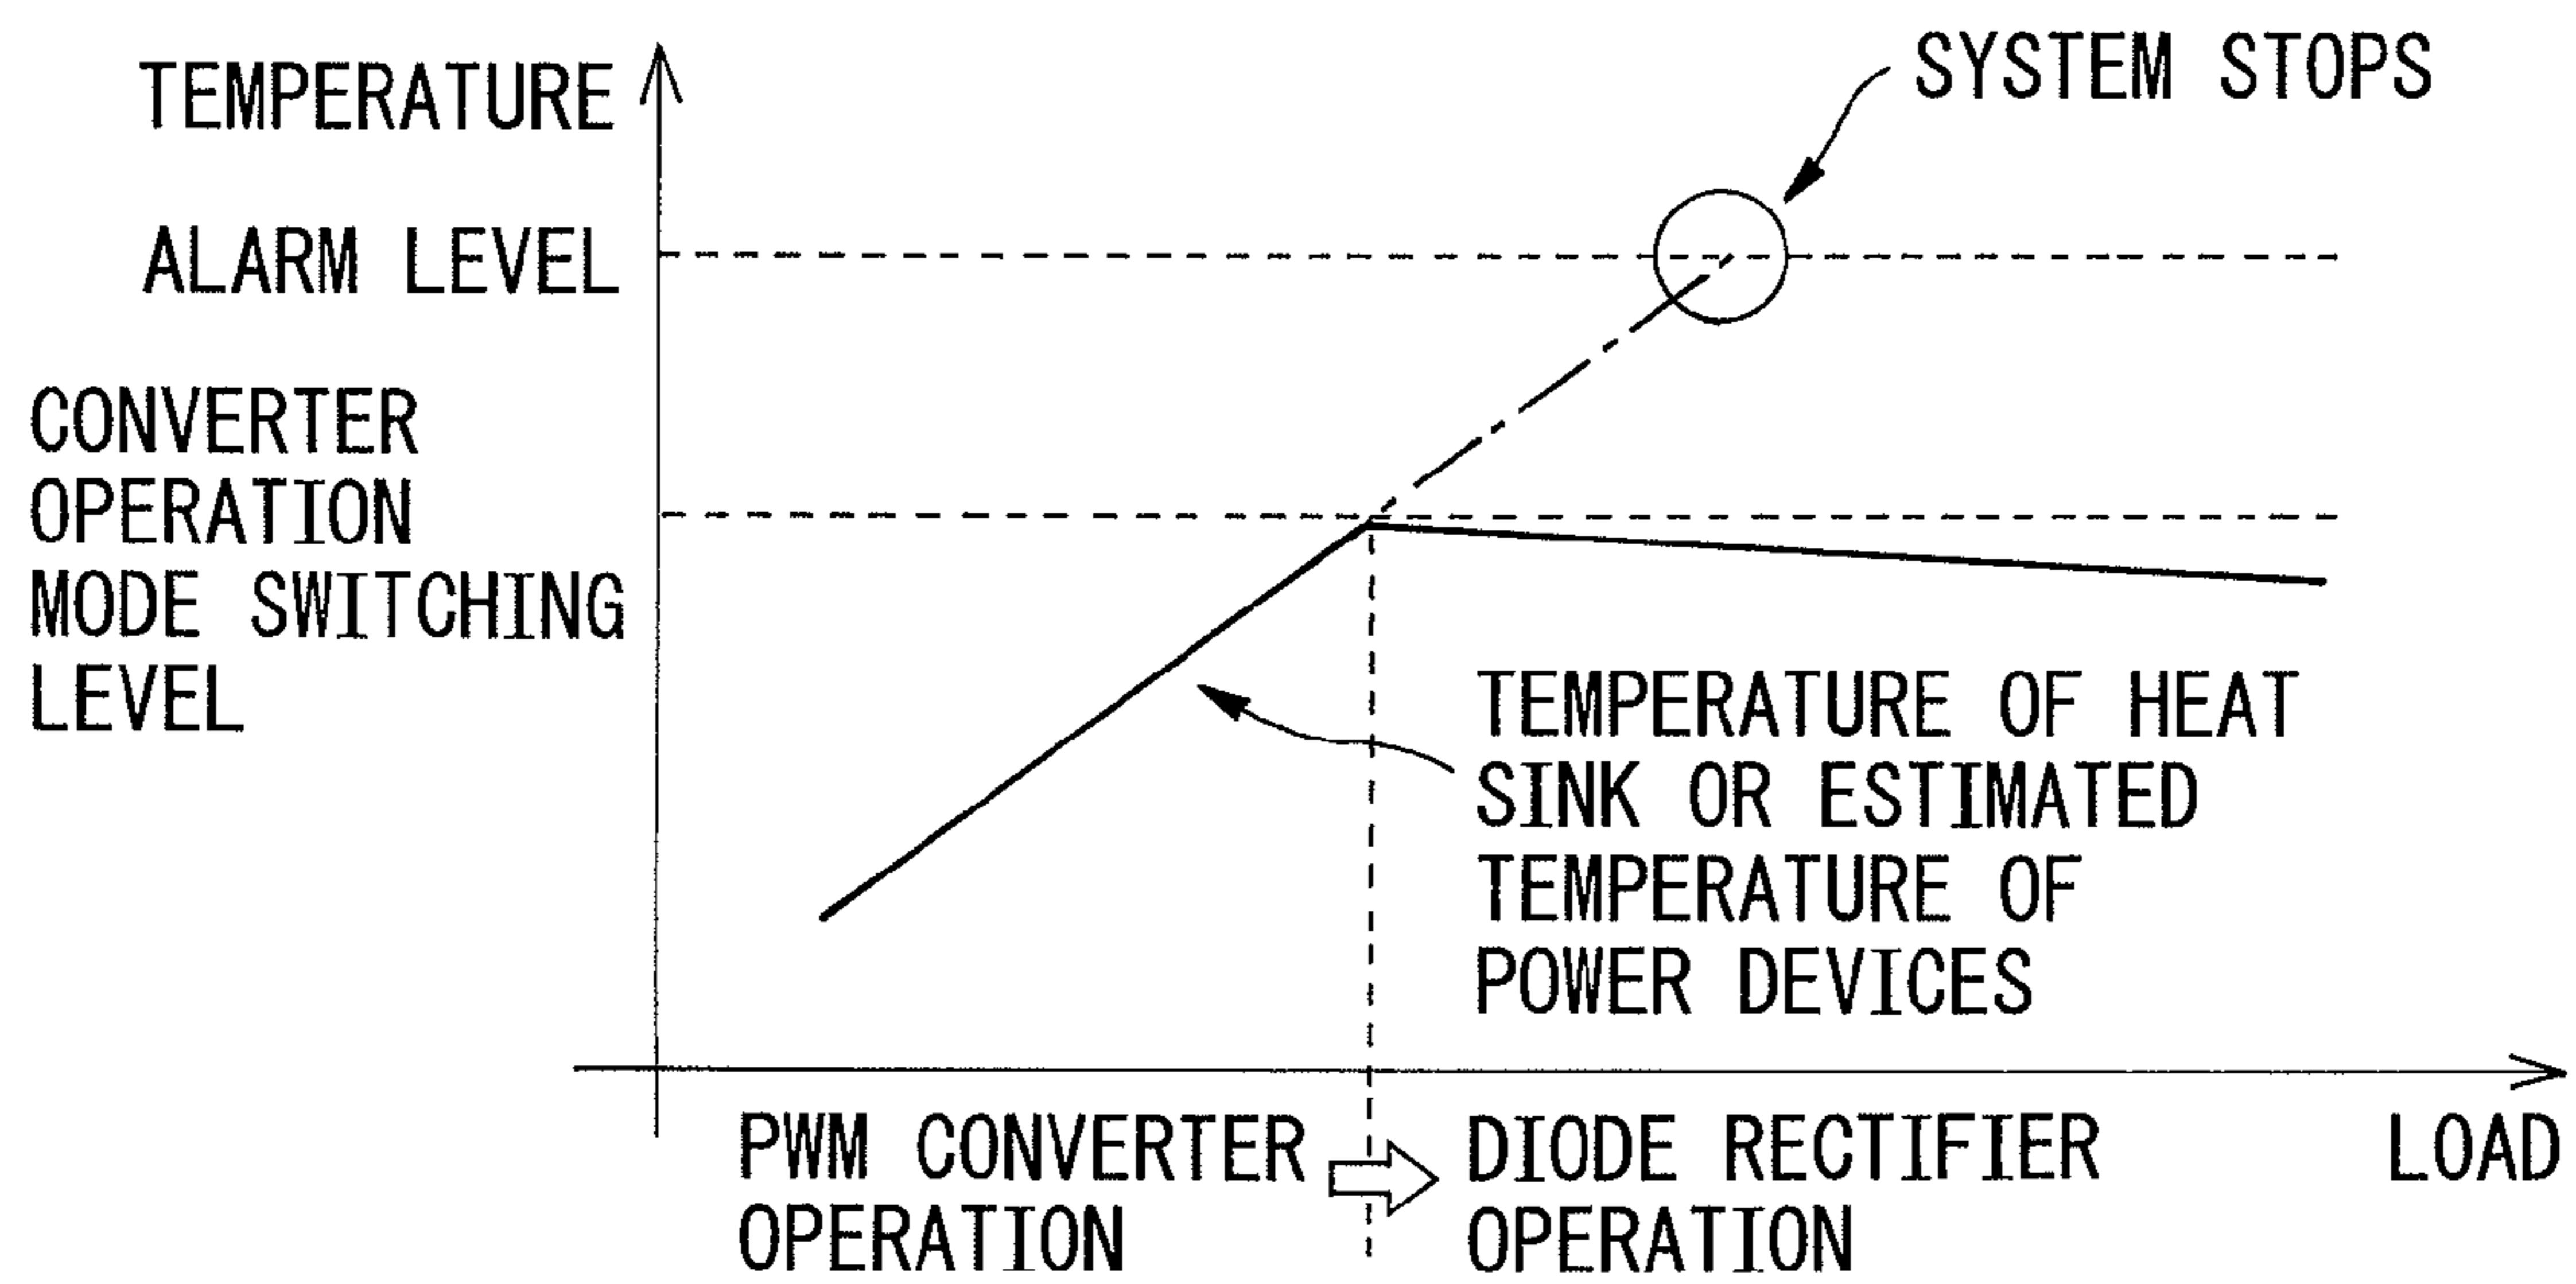 TEMPERATURE
SYSTEM STOPS
ALARM LEVEL
CONVERTER
OPERATION
MODE SWITCHING
LEVEL
TEMPERATURE OF HEAT
SINK OR ESTIMATED
TEMPERATURE OF
POWER DEVICES
PWM CONVERTER
OPERATION
DIODE RECTIFIER
OPERATION
LOAD